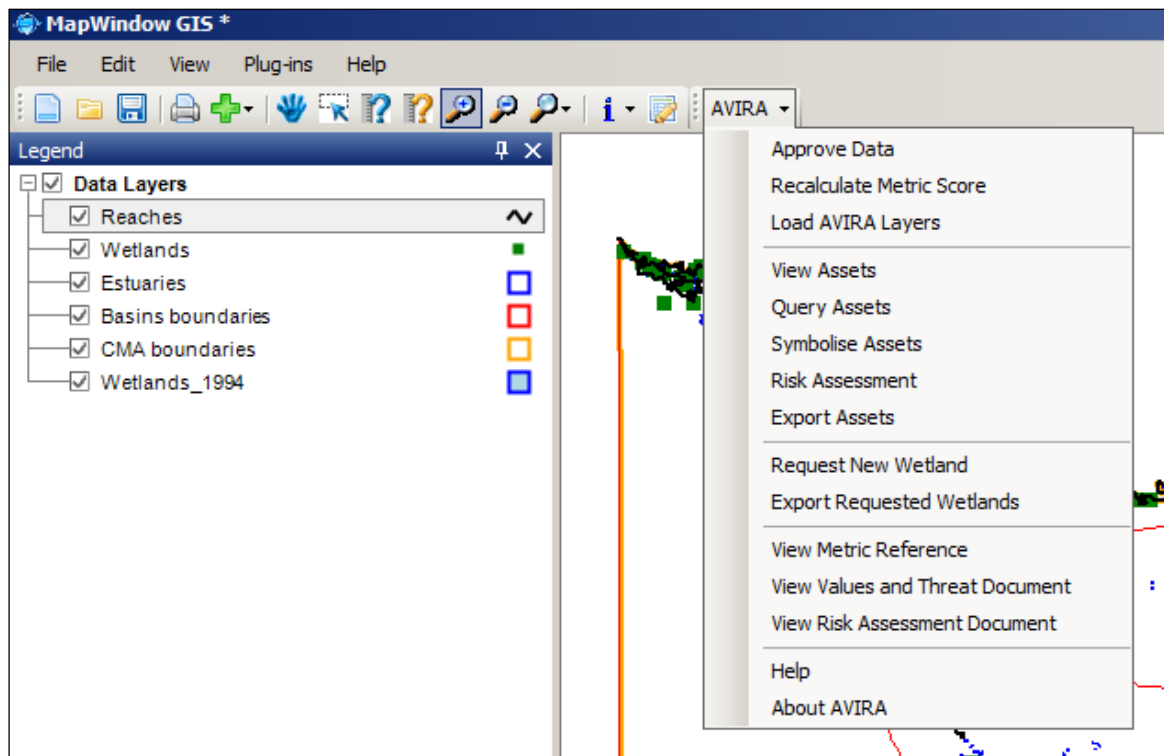 MapWindow GIS *
File Edit View Plug-ins Help
AVIRA
Legend
Data Layers
Reaches
Wetlands
Estuaries
Basins boundaries
CMA boundaries
Wetlands_1994
Approve Data
Recalculate Metric Score
Load AVIRA Layers
View Assets
Query Assets
Symbolise Assets
Risk Assessment
Export Assets
Request New Wetland
Export Requested Wetlands
View Metric Reference
View Values and Threat Document
View Risk Assessment Document
Help
About AVIRA